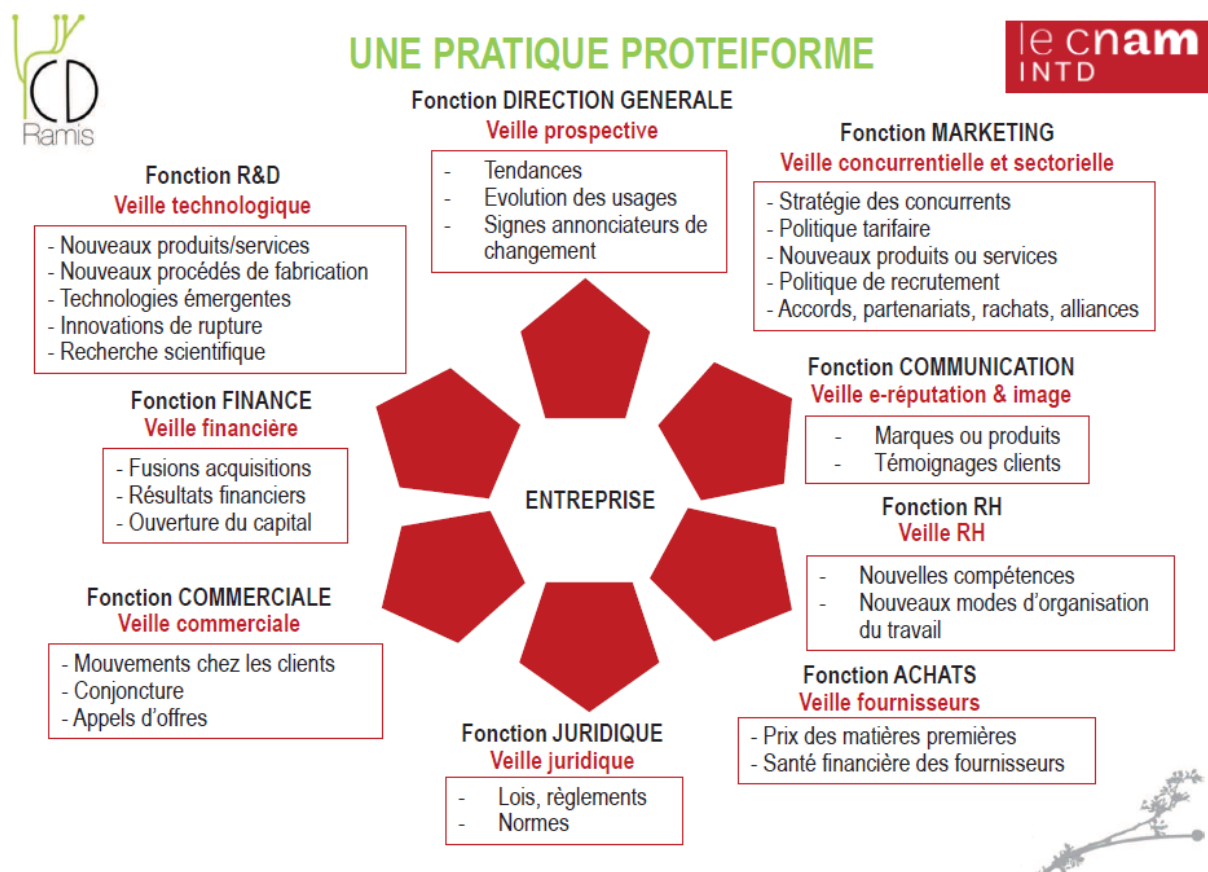 CD
Ramis
UNE PRATIQUE PROTEIFORME
le cnam
INTD
Fonction DIRECTION GENERALE
Veille prospective
- Tendances
- Evolution des usages
- Signes annonciateurs de
changement
Fonction MARKETING
Veille concurrentielle et sectorielle
- Stratégie des concurrents
- Politique tarifaire
- Nouveaux produits ou services
- Politique de recrutement
- Accords, partenariats, rachats, alliances
Fonction R&D
Veille technologique
- Nouveaux produits/services
- Nouveaux procédés de fabrication
- Technologies émergentes
- Innovations de rupture
- Recherche scientifique
Fonction COMMUNICATION
Veille e-réputation & image
- Marques ou produits
- Témoignages clients
Fonction FINANCE
Veille financière
- Fusions acquisitions
- Résultats financiers
- Ouverture du capital
ENTREPRISE
Fonction RH
Veille RH
- Nouvelles compétences
- Nouveaux modes d'organisation
du travail
Fonction COMMERCIALE
Veille commerciale
- Mouvements chez les clients
- Conjoncture
- Appels d'offres
Fonction ACHATS
Veille fournisseurs
- Prix des matières premières
- Santé financière des fournisseurs
Fonction JURIDIQUE
Veille juridique
- Lois, règlements
- Normes